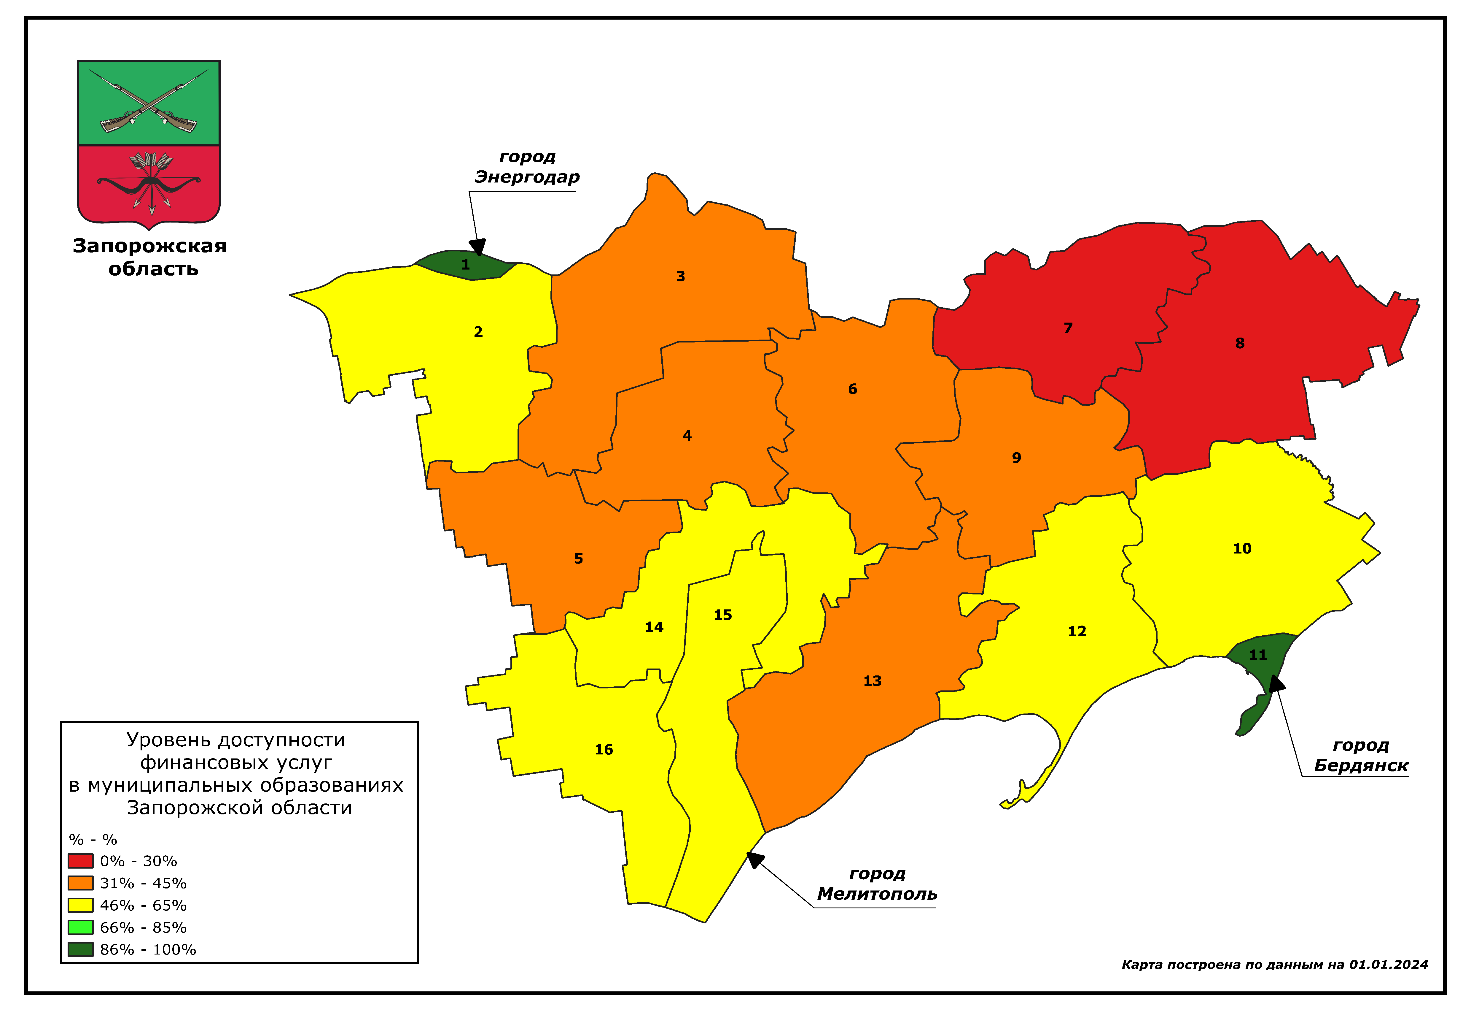 Запорожская
область
город
Энергодар
1
2
3
4
5
6
7
8
9
10
11
12
13
14
15
16
город
Бердянск
город
Мелитополь
Уровень доступности
финансовых услуг
в муниципальных образованиях
Запорожской области
% - %
0% - 30%
31% - 45%
46% - 65%
66% - 85%
86% - 100%
Карта построена по данным на 01.01.2024